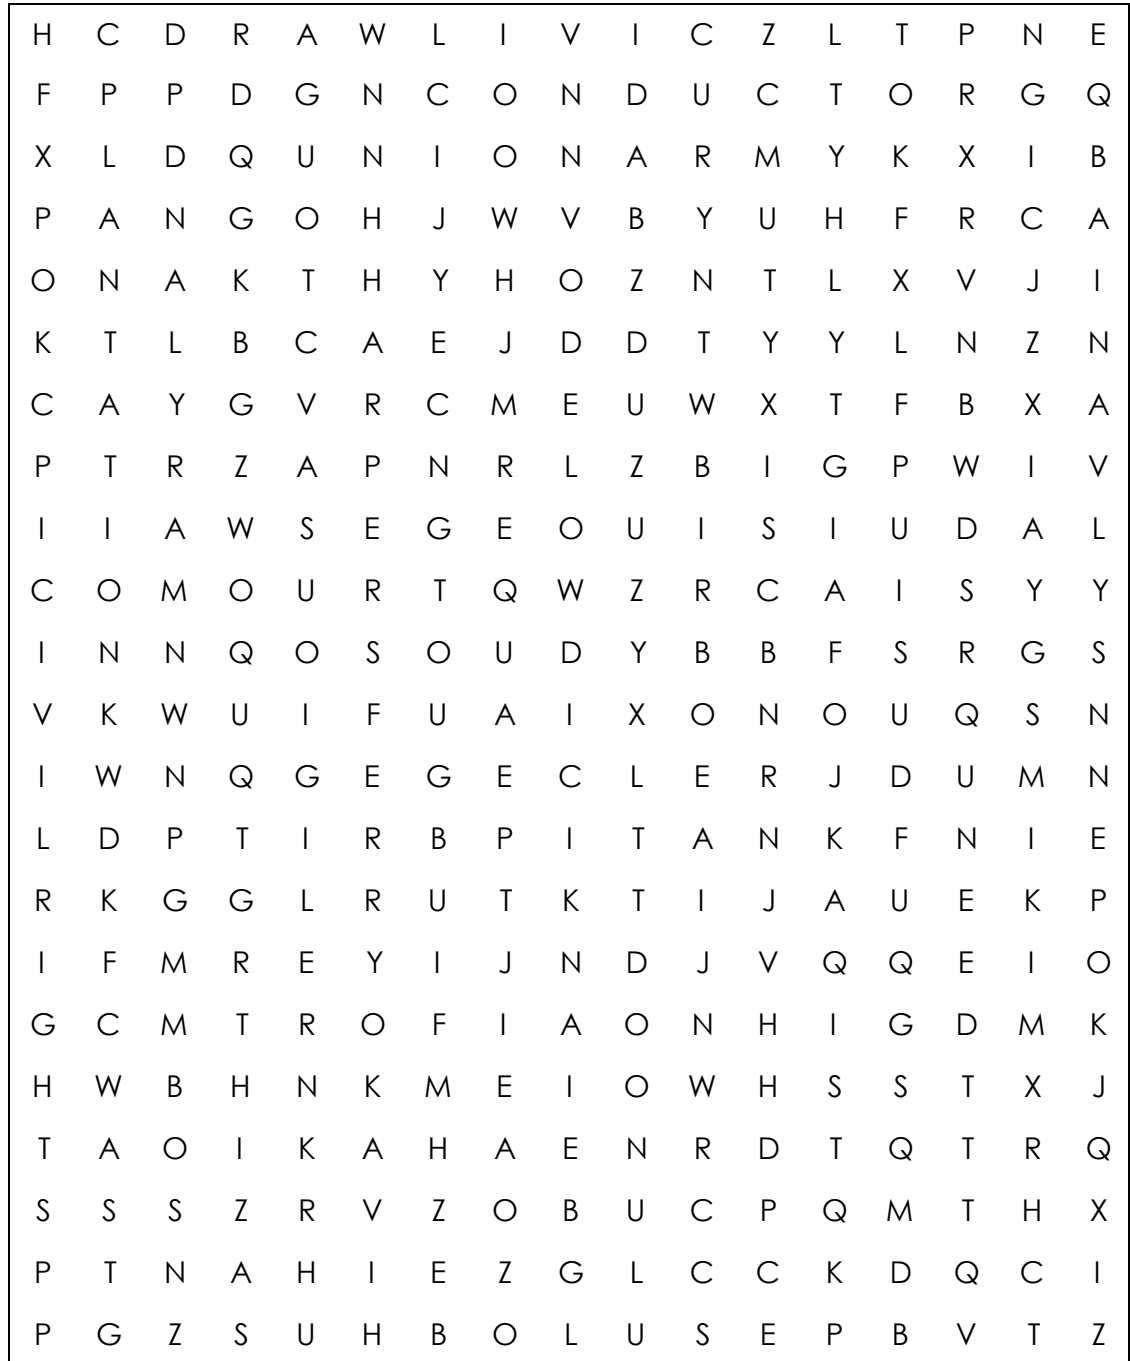 H C D R A W L I V I C Z L T P N E
F P P D G N C O N D U C T O R G Q
X L D Q U N I O N A R M Y K X I B
P A N G O H J W V B Y U H F R C A
O N A K T H Y H O Z N T L X V J I
K T L B C A E J D D T Y Y L N Z N
C A Y G V R C M E U W X T F B X A
P T R Z A P N R L Z B I G P W I V
I I A W S E G E O U I S I U D A L
C O M O U R T Q W Z R C A I S Y Y
I N N Q O S O U D Y B B F S R G S
V K W U I F U A I X O N O U Q S N
I W N Q G E G E C L E R J D U M N
L D P T I R B P I T A N K F N I E
R K G G L R U T K T I J A U E K P
I F M R E Y I J N D J V Q Q E I O
G C M T R O F I A O N H I G D M K
H W B H N K M E I O W H S S T X J
T A O I K A H A E N R D T Q T R Q
S S S Z R V Z O B U C P Q M T H X
P T N A H I E Z G L C C K D Q C I
P G Z S U H B O L U S E P B V T Z